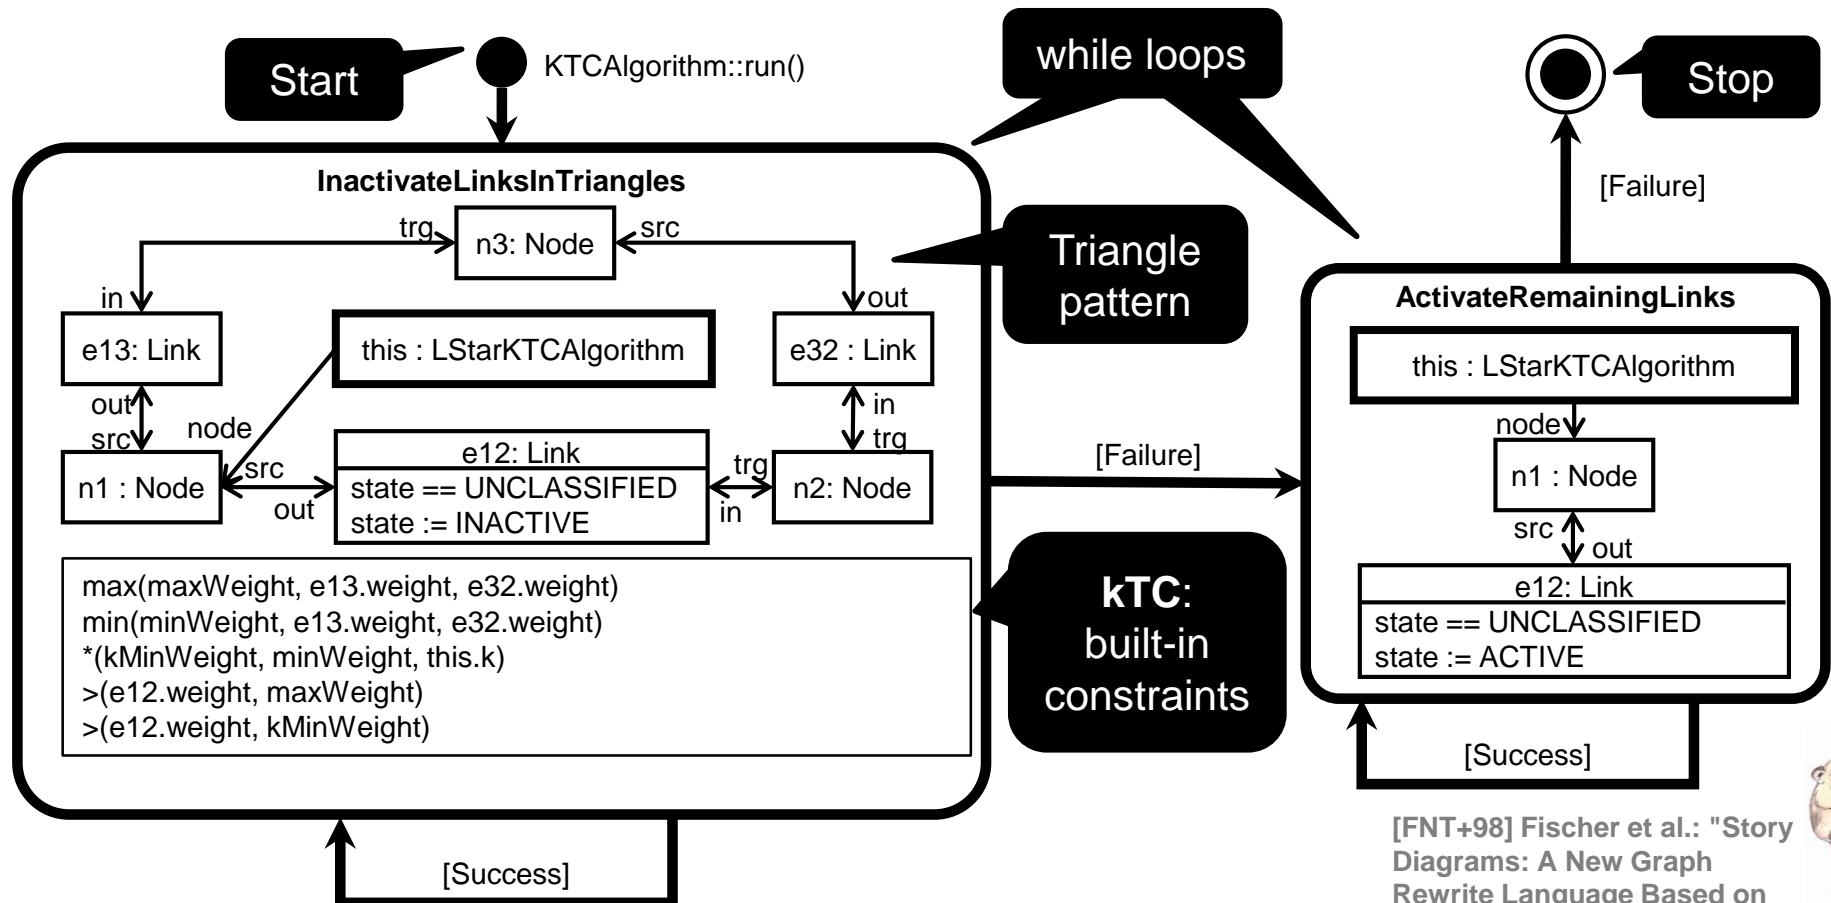 Start
KTCAlgorithm::run()
while loops
Stop
[Failure]
InactivateLinksInTriangles
trg
src
n3: Node
in
out
Triangle
pattern
e13: Link
this : LStarKTCAlgorithm
e32 : Link
out
src
node
in
trg
n1 : Node
src
out
e12: Link
state == UNCLASSIFIED
state := INACTIVE
trg
in
n2: Node
[Failure]
max(maxWeight, e13.weight, e32.weight)
min(minWeight, e13.weight, e32.weight)
*(kMinWeight, minWeight, this.k)
>(e12.weight, maxWeight)
>(e12.weight, kMinWeight)
kTC:
built-in
constraints
[Success]
ActivateRemainingLinks
this : LStarKTCAlgorithm
node
n1 : Node
src
out
e12: Link
state == UNCLASSIFIED
state := ACTIVE
[Success]
[FNT+98] Fischer et al.: "Story
Diagrams: A New Graph
Rewrite Language Based on